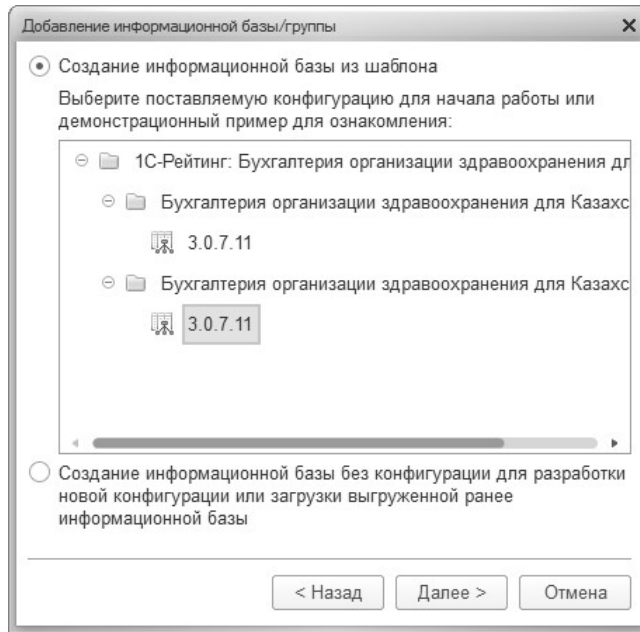 Добавление информационной базы/группы
Создание информационной базы из шаблона
Выберите поставляемую конфигурацию для начала работы или
демонстрационный пример для ознакомления:
1С-Рейтинг: Бухгалтерия организации здравоохранения дл
Бухгалтерия организации здравоохранения для Казахс
3.0.7.11
Бухгалтерия организации здравоохранения для Казахс
3.0.7.11
Создание информационной базы без конфигурации для разработки
новой конфигурации или загрузки выгруженной ранее
информационной базы
< Назад Далее > Отмена